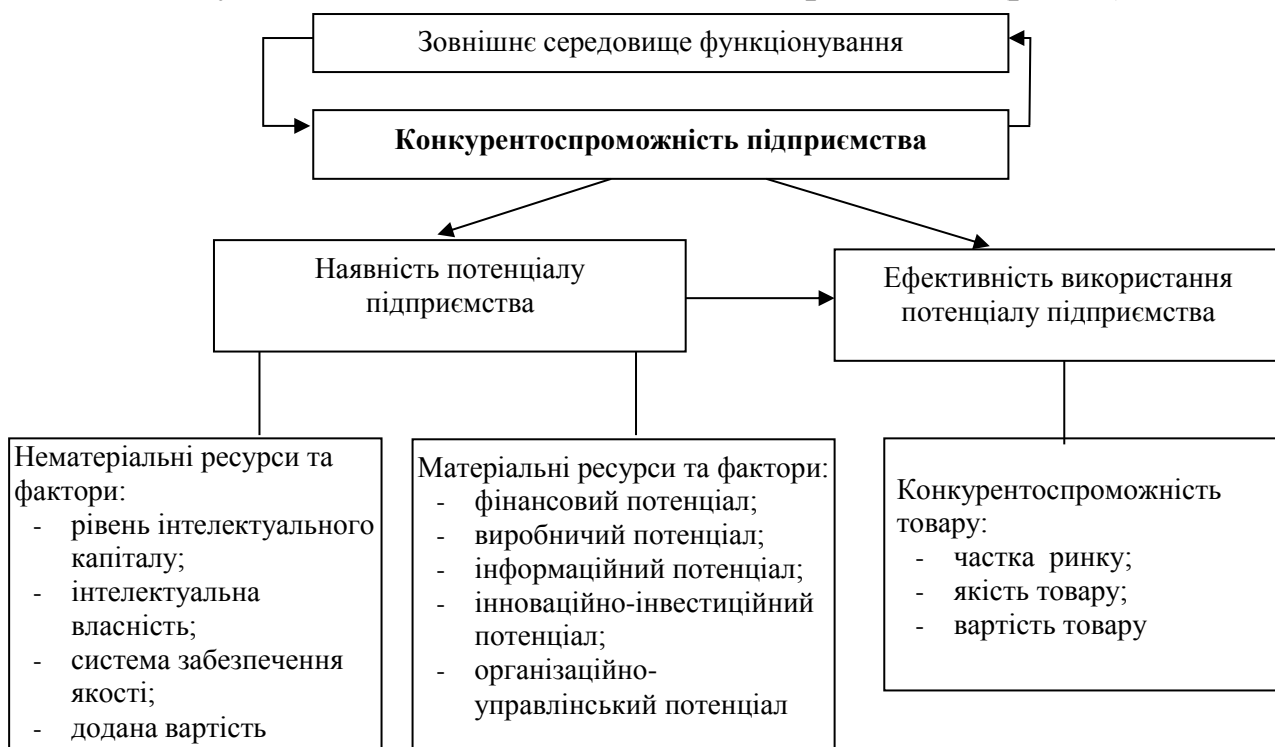 Зовнішнє середовище функціонування
Конкурентоспроможність підприємства
Наявність потенціалу
підприємства
Ефективність використання
потенціалу підприємства
Нематеріальні ресурси та
фактори:
- рівень інтелектуального
капіталу;
- інтелектуальна
власність;
- система забезпечення
якості;
- додана вартість
Матеріальні ресурси та фактори:
- фінансовий потенціал;
- виробничий потенціал;
- інформаційний потенціал;
- інноваційно-інвестиційний
потенціал;
- організаційно-
управлінський потенціал
Конкурентоспроможність
товару:
- частка ринку;
- якість товару;
- вартість товару